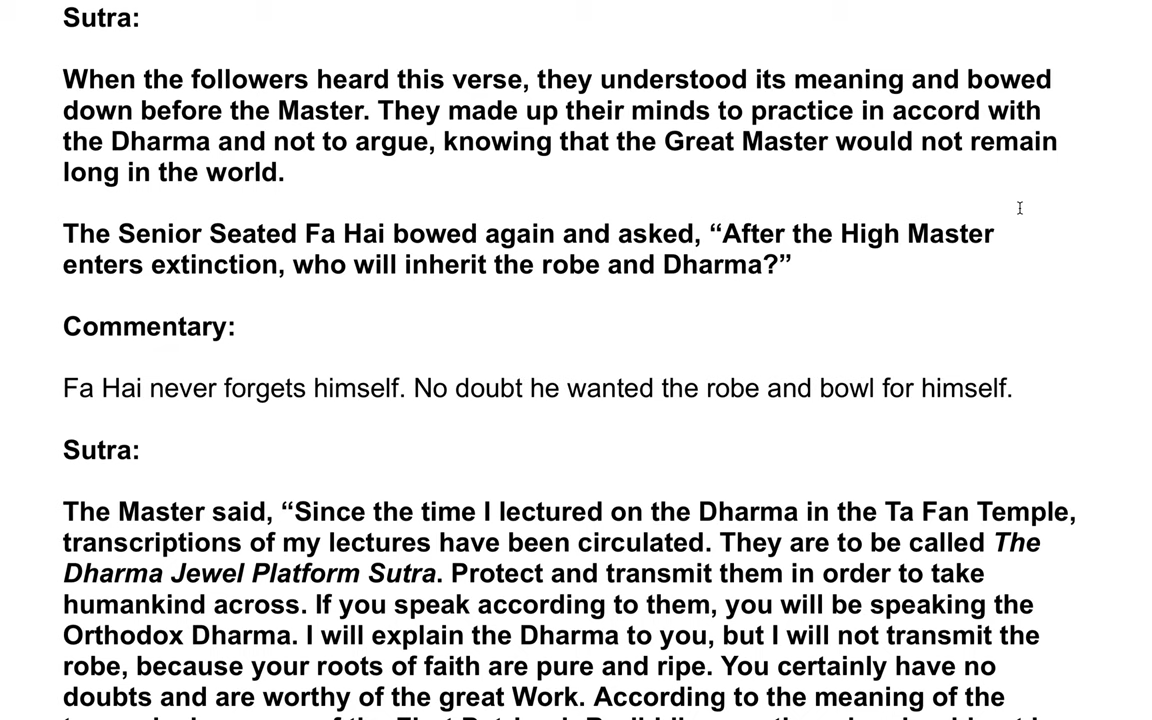 Sutra:
When the followers heard this verse, they understood its meaning and bowed
down before the Master. They made up their minds to practice in accord with
the Dharma and not to argue, knowing that the Great Master would not remain
long in the world.
The Senior Seated Fa Hai bowed again and asked, “After the High Master
enters extinction, who will inherit the robe and Dharma?”
Commentary:
Fa Hai never forgets himself. No doubt he wanted the robe and bowl for himself.
Sutra:
The Master said, “Since the time I lectured on the Dharma in the Ta Fan Temple,
transcriptions of my lectures have been circulated. They are to be called The
Dharma Jewel Platform Sutra. Protect and transmit them in order to take
humankind across. If you speak according to them, you will be speaking the
Orthodox Dharma. I will explain the Dharma to you, but I will not transmit the
robe, because your roots of faith are pure and ripe. You certainly have no
doubts and are worthy of the great Work. According to the meaning of the